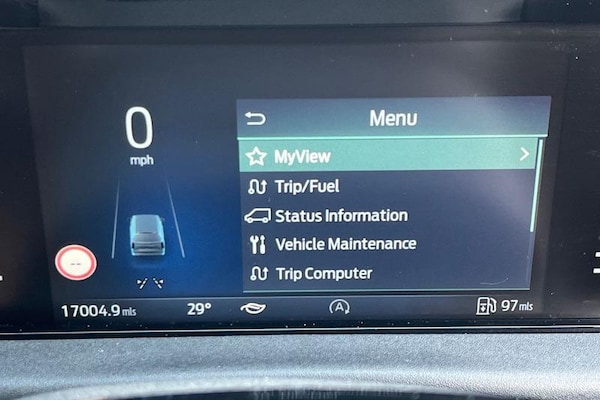 0
mph
Menu
MyView
Trip/Fuel
Status Information
Vehicle Maintenance
Trip Computer
--
17004.9 mls
29°
A
97 mls